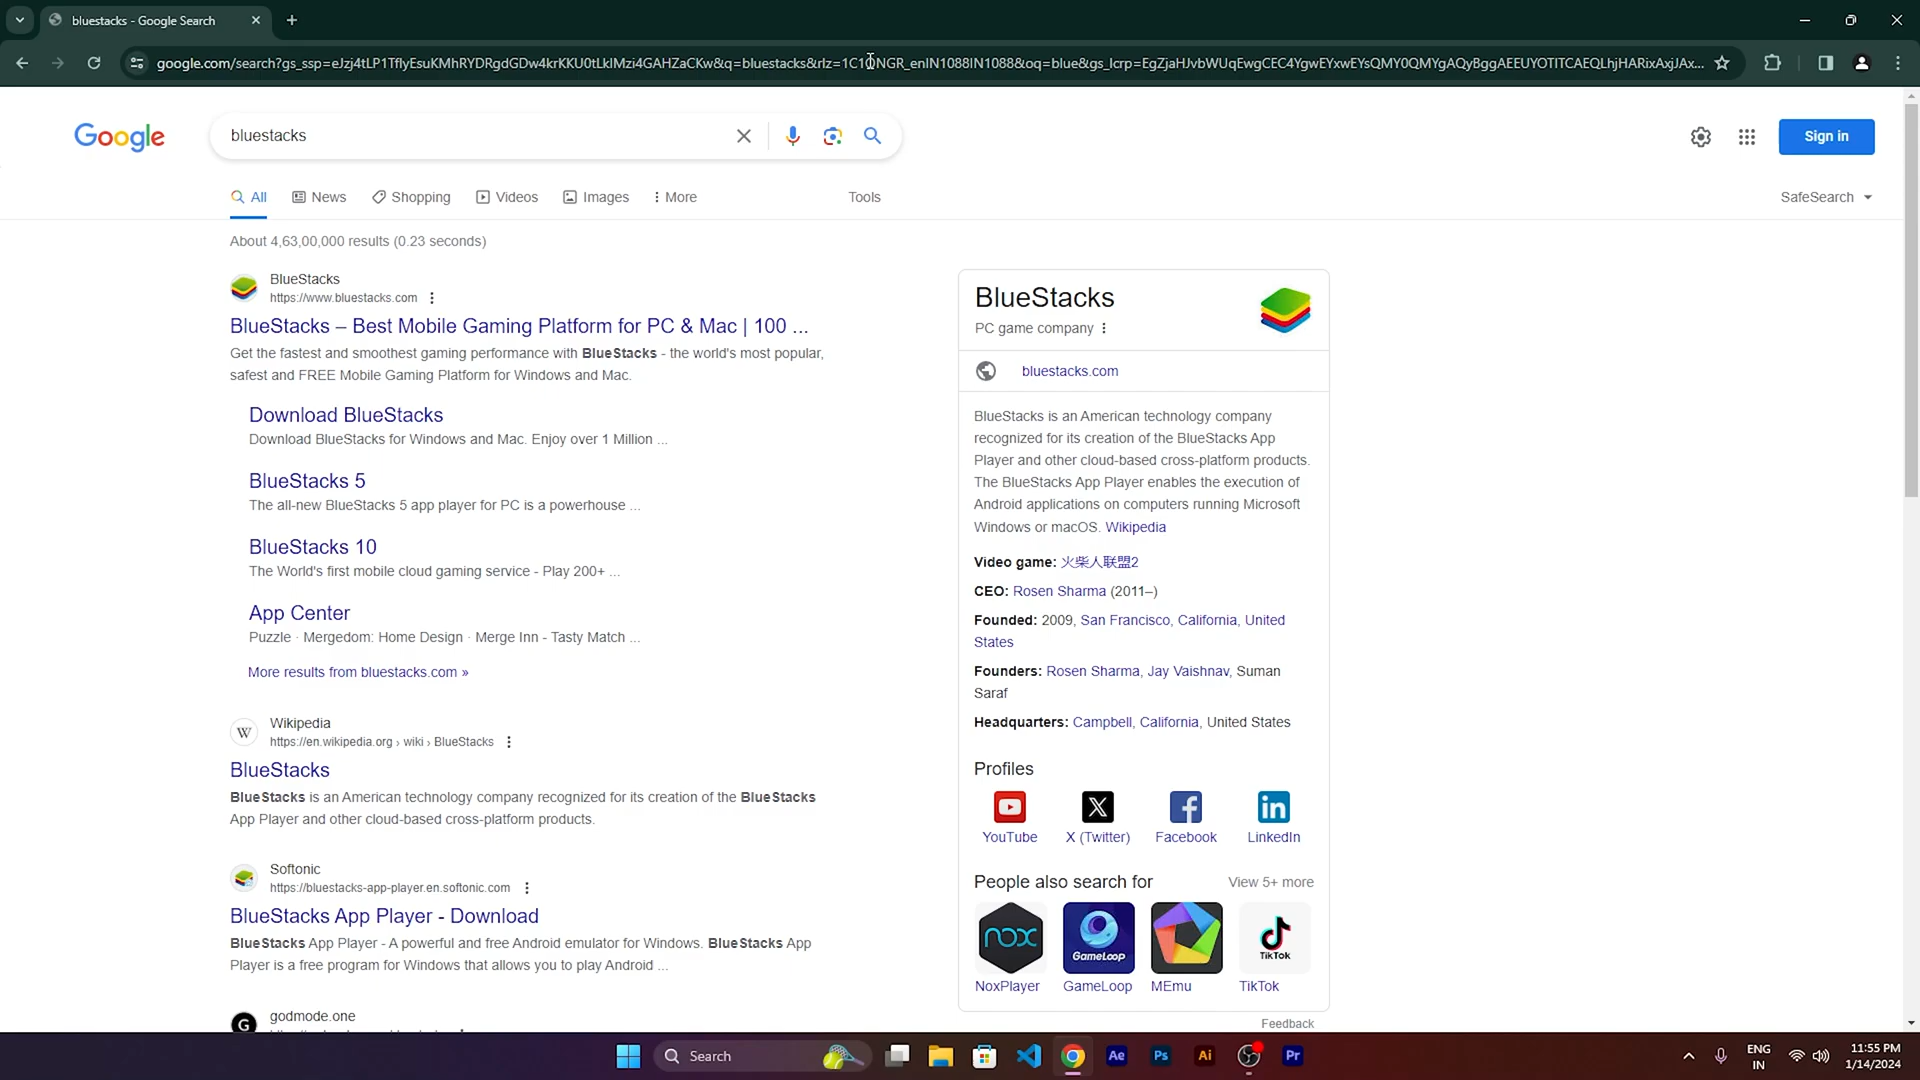 bluestacks - Google Search
google.com/search?gs_ssp=eJzj4tLP1TflyEsuKMhRYDRgdGDw4krKKU0tLklMzi4GAHZaCKw&q=bluestacks&rlz=1C1 NGR_enIN1088IN1088&oq=blue&gs_lcrp=EgZjaHJvbWUqEwgCEC4YgwEYxwEYsQMY0QMYgAQyBggAEEUYOTITCAEQLhjHARixAxjJAx...
Google
bluestacks
Sign in
All
News
Shopping
Videos
Images
More
Tools
SafeSearch
About 4,63,00,000 results (0.23 seconds)
BlueStacks
https://www.bluestacks.com
BlueStacks – Best Mobile Gaming Platform for PC & Mac | 100 ...
Get the fastest and smoothest gaming performance with BlueStacks - the world's most popular,
safest and FREE Mobile Gaming Platform for Windows and Mac.
Download BlueStacks
Download BlueStacks for Windows and Mac. Enjoy over 1 Million ...
BlueStacks 5
The all-new BlueStacks 5 app player for PC is a powerhouse ...
BlueStacks 10
The World's first mobile cloud gaming service - Play 200+ ...
App Center
Puzzle · Mergedom: Home Design · Merge Inn - Tasty Match ...
More results from bluestacks.com »
Wikipedia
https://en.wikipedia.org › wiki › BlueStacks
BlueStacks
BlueStacks is an American technology company recognized for its creation of the BlueStacks
App Player and other cloud-based cross-platform products.
Softonic
https://bluestacks-app-player.en.softonic.com
BlueStacks App Player - Download
BlueStacks App Player - A powerful and free Android emulator for Windows. BlueStacks App
Player is a free program for Windows that allows you to play Android ...
godmode.one
BlueStacks
PC game company
bluestacks.com
BlueStacks is an American technology company
recognized for its creation of the BlueStacks App
Player and other cloud-based cross-platform products.
The BlueStacks App Player enables the execution of
Android applications on computers running Microsoft
Windows or macOS. Wikipedia
Video game: 火柴人联盟2
CEO: Rosen Sharma (2011–)
Founded: 2009, San Francisco, California, United
States
Founders: Rosen Sharma, Jay Vaishnav, Suman
Saraf
Headquarters: Campbell, California, United States
Profiles
YouTube
X (Twitter)
Facebook
LinkedIn
People also search for
View 5+ more
nox
GameLoop
TikTok
NoxPlayer
GameLoop
MEmu
TikTok
Feedback
Search
Ae
Ps
Ai
Pr
ENG
IN
11:55 PM
1/14/2024